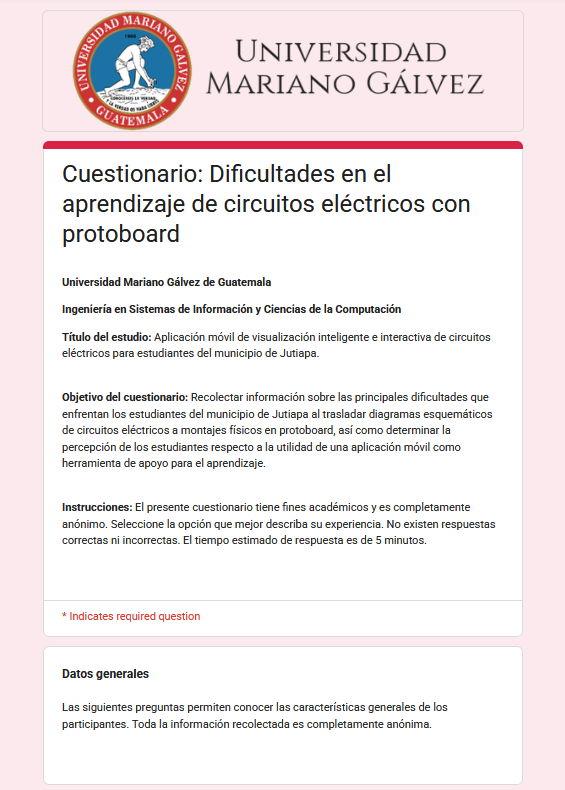 UNIVERSIDAD MARIANO GALVEZ
GUATEMALA
1966
CONOCEREIS LA VERDAD
Y LA VERDAD OS HARA LIBRES
UNIVERSIDAD
MARIANO GÁLVEZ
Cuestionario: Dificultades en el
aprendizaje de circuitos eléctricos con
protoboard
Universidad Mariano Gálvez de Guatemala
Ingeniería en Sistemas de Información y Ciencias de la Computación
Título del estudio: Aplicación móvil de visualización inteligente e interactiva de circuitos
eléctricos para estudiantes del municipio de Jutiapa.
Objetivo del cuestionario: Recolectar información sobre las principales dificultades que
enfrentan los estudiantes del municipio de Jutiapa al trasladar diagramas esquemáticos
de circuitos eléctricos a montajes físicos en protoboard, así como determinar la
percepción de los estudiantes respecto a la utilidad de una aplicación móvil como
herramienta de apoyo para el aprendizaje.
Instrucciones: El presente cuestionario tiene fines académicos y es completamente
anónimo. Seleccione la opción que mejor describa su experiencia. No existen respuestas
correctas ni incorrectas. El tiempo estimado de respuesta es de 5 minutos.
* Indicates required question
Datos generales
Las siguientes preguntas permiten conocer las características generales de los
participantes. Toda la información recolectada es completamente anónima.